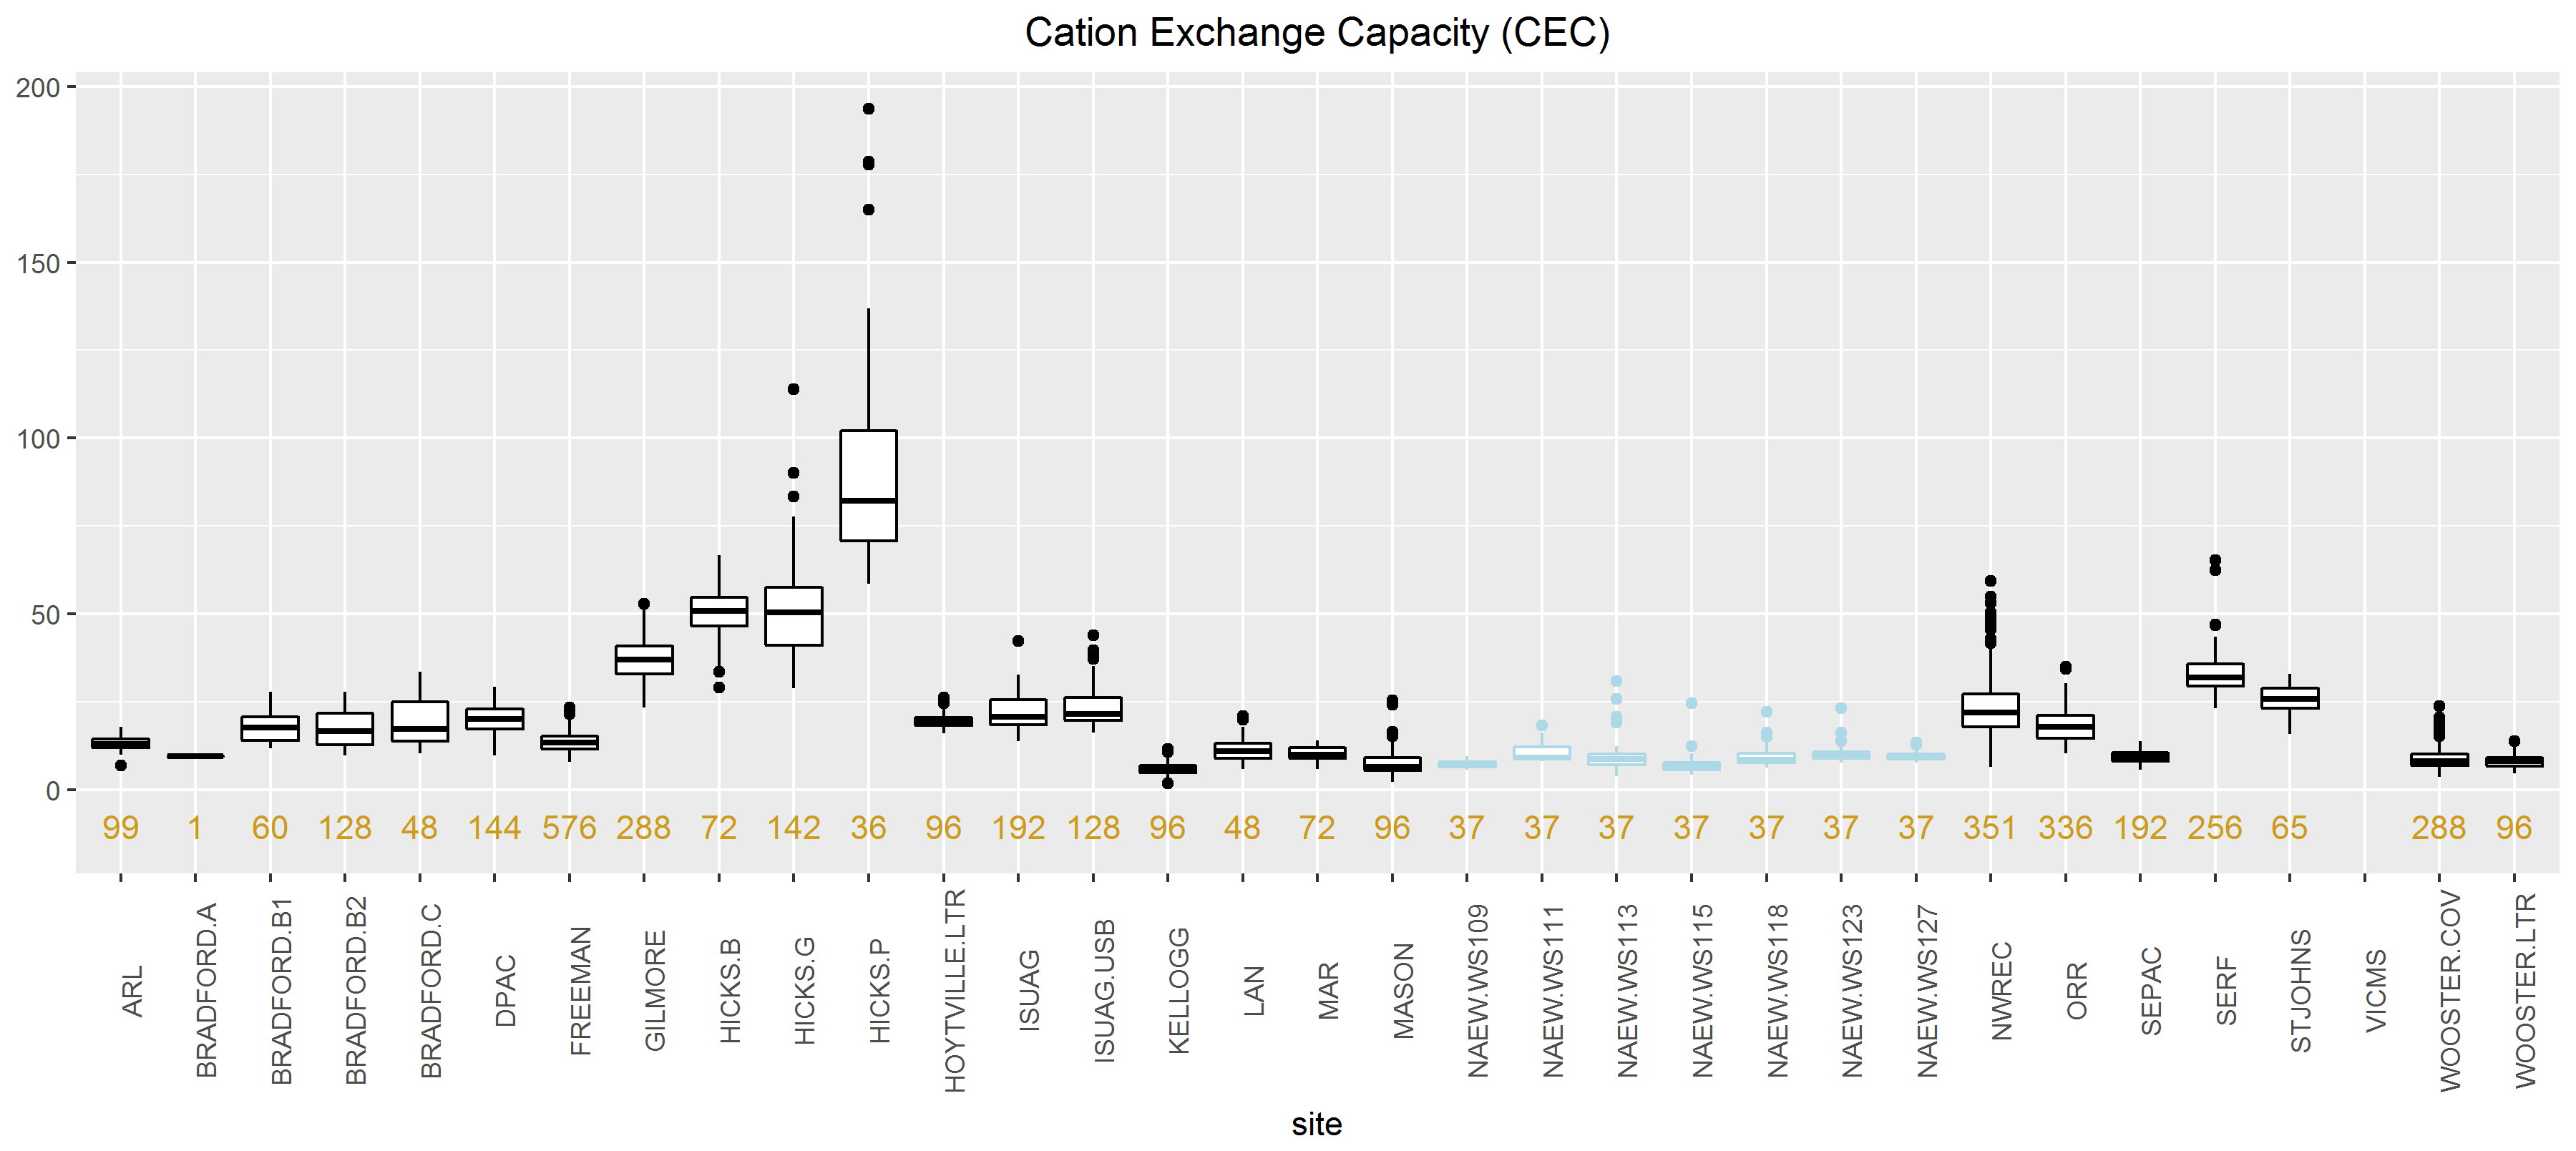 Cation Exchange Capacity (CEC)
200
150
100
50
0
99 1 60 128 48 144 576 288 72 142 36 96 192 128 96 48 72 96 37 37 37 37 37 37 37 351 336 192 256 65 288 96
ARL
BRADFORD.A
BRADFORD.B1
BRADFORD.B2
BRADFORD.C
DPAC
FREEMAN
GILMORE
HICKS.B
HICKS.G
HICKS.P
HOYTVILLE.LTR
ISUAG
ISUAG.USB
KELLOGG
LAN
MAR
MASON
NAEW.WS109
NAEW.WS111
NAEW.WS113
NAEW.WS115
NAEW.WS118
NAEW.WS123
NAEW.WS127
NWREC
ORR
SEPAC
SERF
STJOHNS
VICMS
WOOSTER.COV
WOOSTER.LTR
site